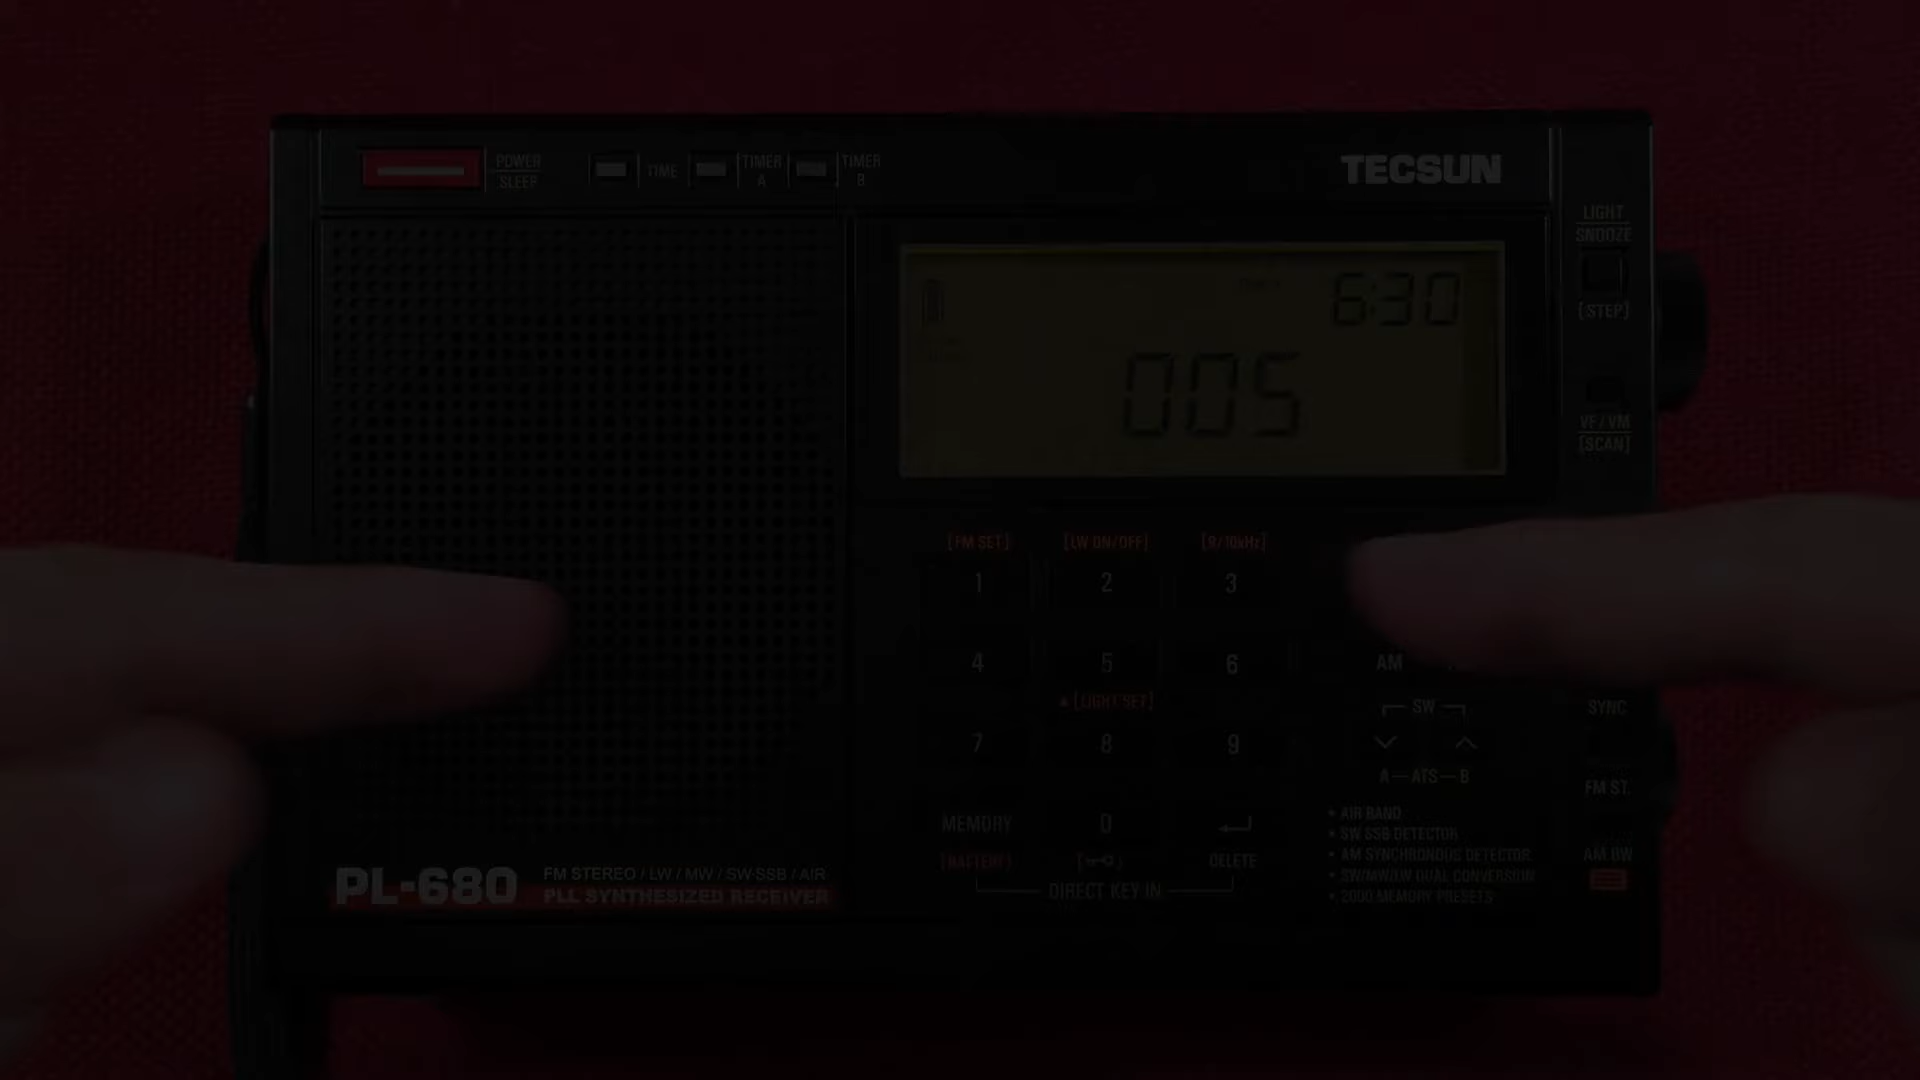 POWER
SLEEP
TIME
TIMER
A
TIMER
B
TECSUN
LIGHT
SNOOZE
[STEP]
6:30
005
VF/VM
[SCAN]
[FM SET]
[LW ON/OFF]
[9/10kHz]
1
2
3
4
5
6
AM
▲[LIGHT SET]
SW
SYNC.
7
8
9
A—ATS—B
FM ST.
MEMORY
0
[BATTERY]
DELETE
DIRECT KEY IN
• AIR BAND
• SW SSB DETECTOR
• AM SYNCHRONOUS DETECTOR
• SW/MW/LW DUAL CONVERSION
• 2000 MEMORY PRESETS
AM BW
PL-680
FM STEREO / LW / MW / SW-SSB / AIR
PLL SYNTHESIZED RECEIVER